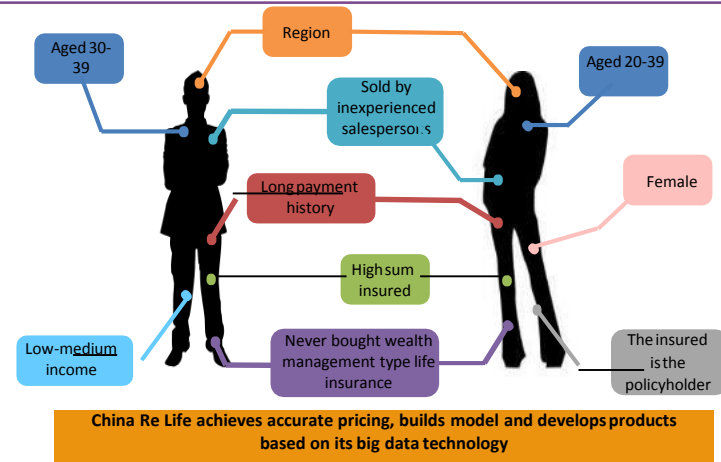 Region
Aged 30-
39
Aged 20-39
Sold by
inexperienced
salespersons
Long payment
history
Female
High sum
insured
Low-medium
income
Never bought wealth
management type life
insurance
The insured
is the
policyholder
China Re Life achieves accurate pricing, builds model and develops products
based on its big data technology